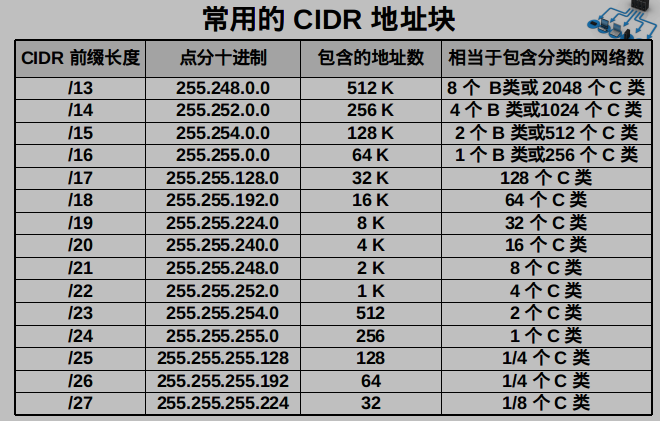 常用的 CIDR 地址块
CIDR 前缀长度 点分十进制 包含的地址数 相当于包含分类的网络数
/13 255.248.0.0 512 K 8 个 B类或 2048 个 C 类
/14 255.252.0.0 256 K 4 个 B 类或1024 个 C 类
/15 255.254.0.0 128 K 2 个 B 类或512 个 C 类
/16 255.255.0.0 64 K 1 个 B 类或256 个 C 类
/17 255.255.128.0 32 K 128 个 C 类
/18 255.255.192.0 16 K 64 个 C 类
/19 255.255.224.0 8 K 32 个 C 类
/20 255.255.240.0 4 K 16 个 C 类
/21 255.255.248.0 2 K 8 个 C 类
/22 255.255.252.0 1 K 4 个 C 类
/23 255.255.254.0 512 2 个 C 类
/24 255.255.255.0 256 1 个 C 类
/25 255.255.255.128 128 1/4 个 C 类
/26 255.255.255.192 64 1/4 个 C 类
/27 255.255.255.224 32 1/8 个 C 类